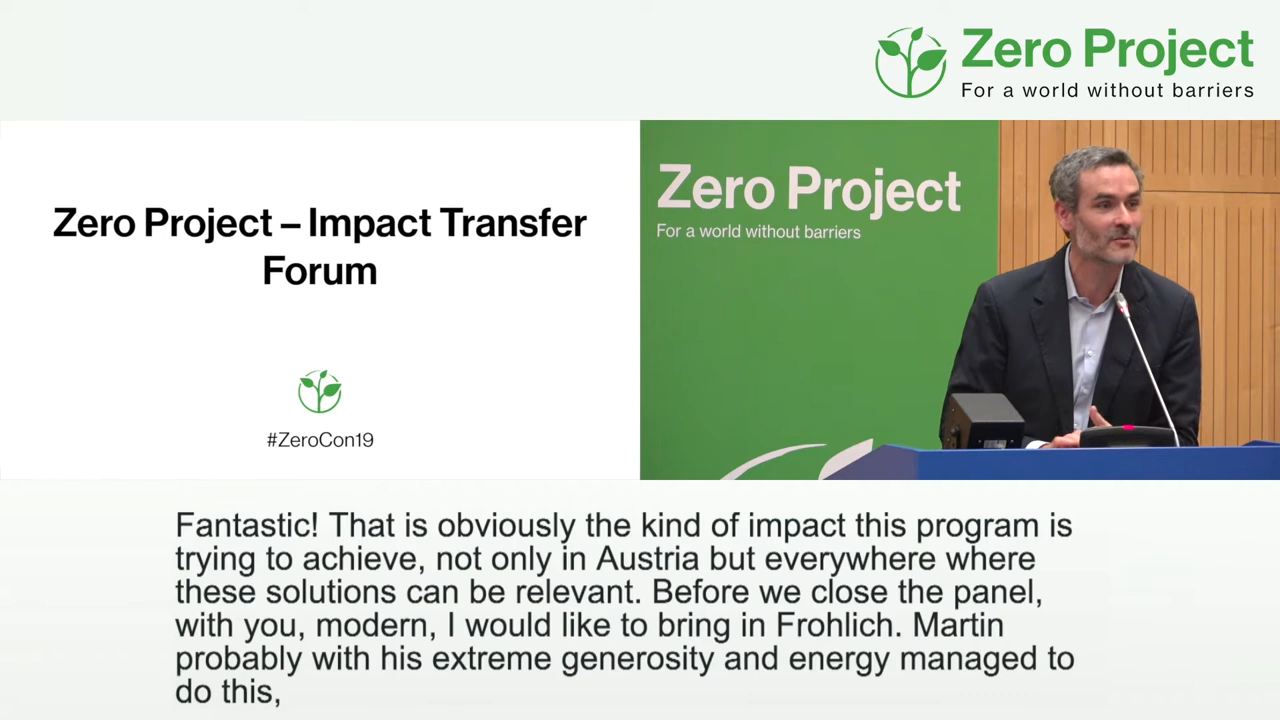 Zero Project
For a world without barriers
Zero Project – Impact Transfer
Forum
#ZeroCon19
Zero Project
For a world without barriers
Fantastic! That is obviously the kind of impact this program is
trying to achieve, not only in Austria but everywhere where
these solutions can be relevant. Before we close the panel,
with you, modern, I would like to bring in Frohlich. Martin
probably with his extreme generosity and energy managed to
do this,